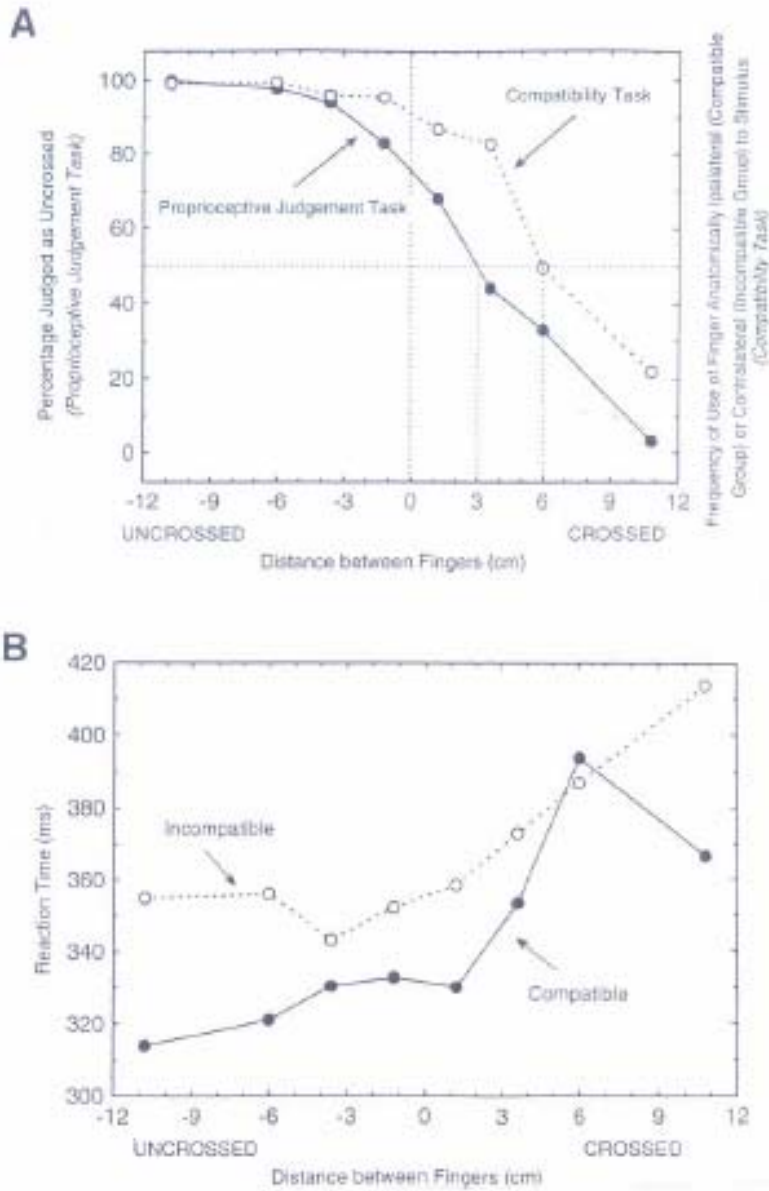 A
Percentage Judged as Uncrossed
(Proprioceptive Judgement Task)
100
80
60
40
20
0
Compatibility Task
Proprioceptive Judgement Task
Frequency of Use of Finger Anatomically Ipsilateral (Compatible
Group) or Contralateral (Incompatible Group) to Stimulus
(Compatibility Task)
-12 -9 -6 -3 0 3 6 9 12
UNCROSSED CROSSED
Distance between Fingers (cm)
B
Reaction Time (ms)
420
400
380
360
340
320
300
Incompatible
Compatible
-12 -9 -6 -3 0 3 6 9 12
UNCROSSED CROSSED
Distance between Fingers (cm)